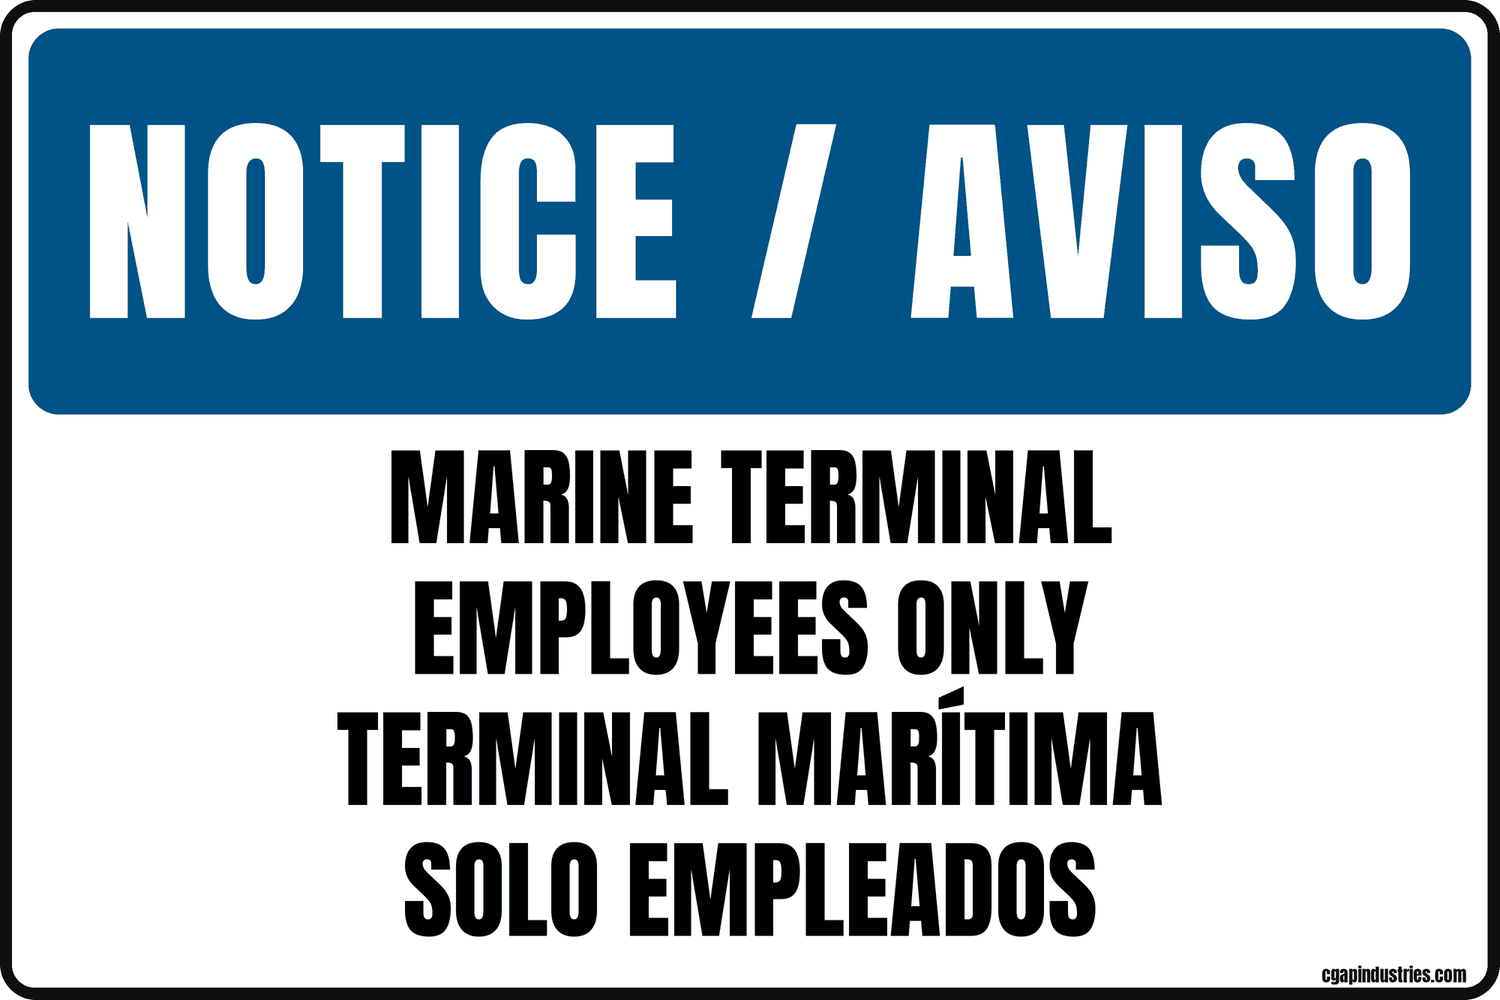 NOTICE / AVISO
MARINE TERMINAL
EMPLOYEES ONLY
TERMINAL MARÍTIMA
SOLO EMPLEADOS
cgapindustries.com